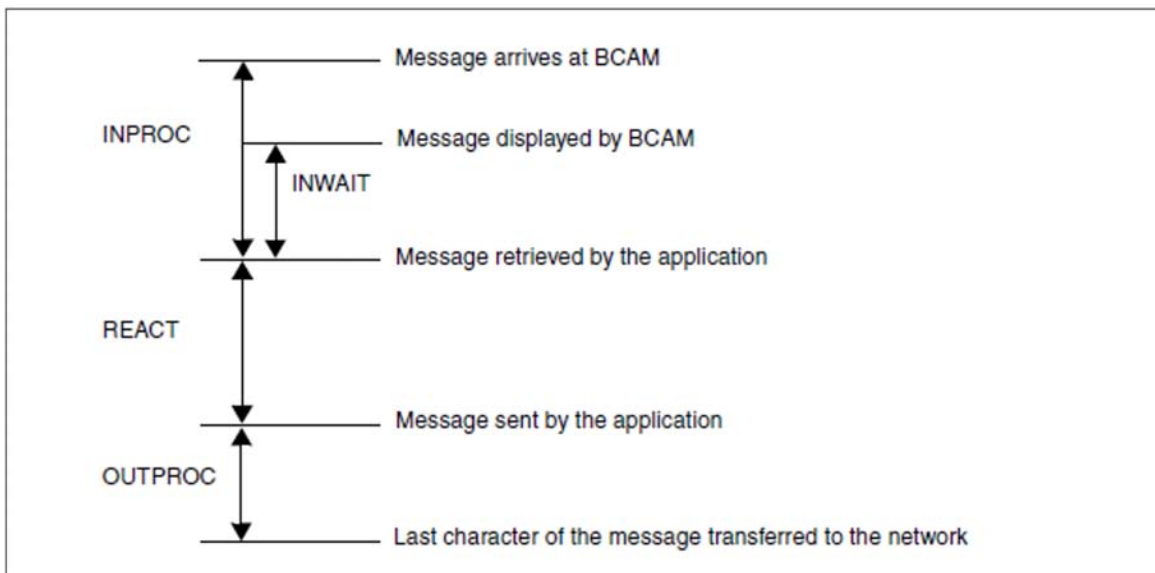 Message arrives at BCAM
INPROC
Message displayed by BCAM
INWAIT
Message retrieved by the application
REACT
Message sent by the application
OUTPROC
Last character of the message transferred to the network